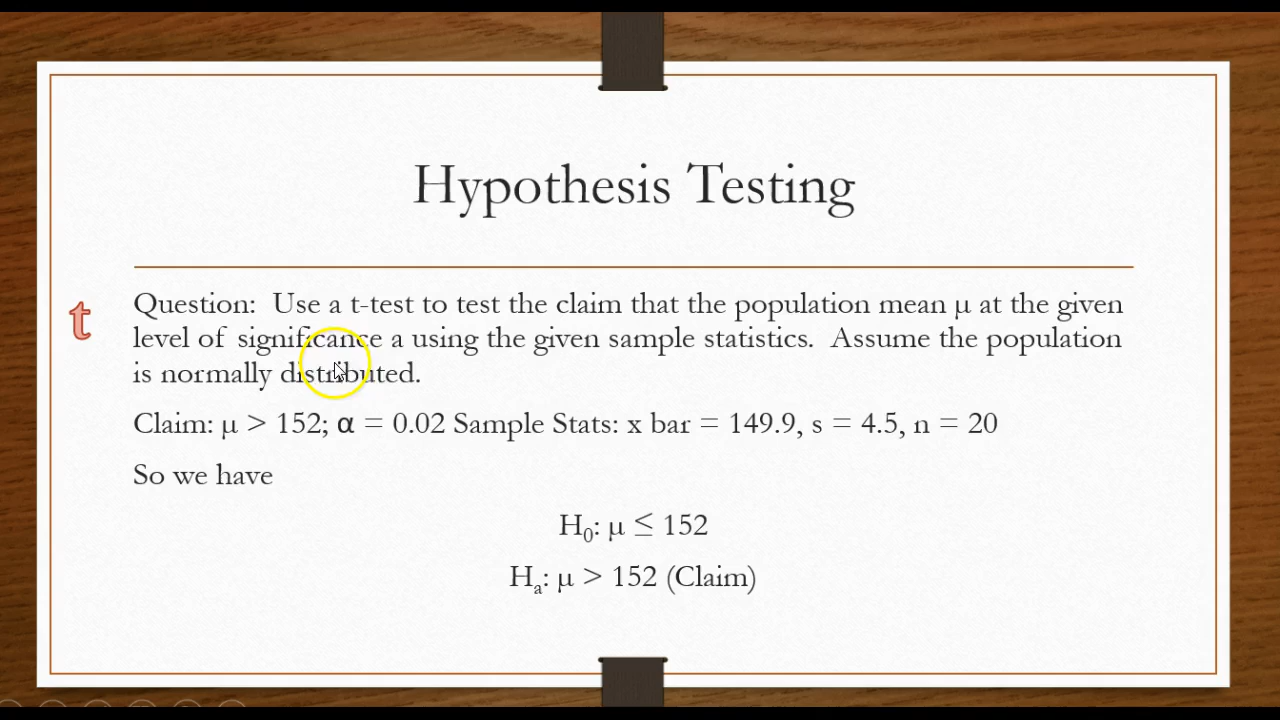 Hypothesis Testing
t
Question: Use a t-test to test the claim that the population mean μ at the given
level of significance a using the given sample statistics. Assume the population
is normally distributed.
Claim: μ > 152; α = 0.02 Sample Stats: x bar = 149.9, s = 4.5, n = 20
So we have
H₀: μ ≤ 152
Hₐ: μ > 152 (Claim)